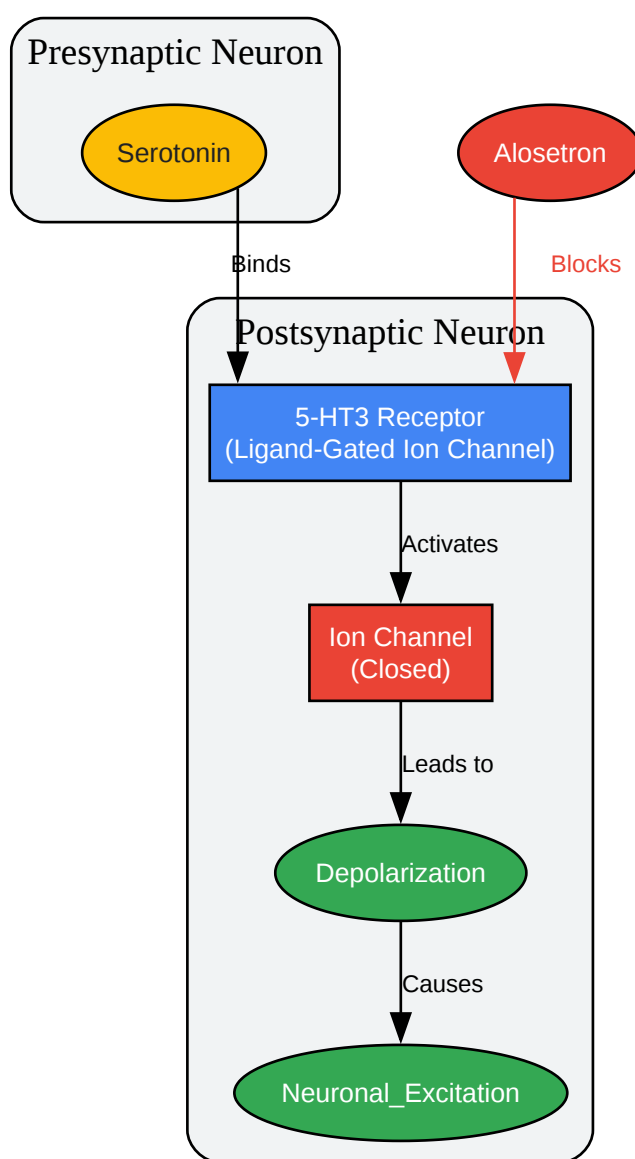 Presynaptic Neuron
Serotonin
Alosetron
Binds
Blocks
Postsynaptic Neuron
5-HT3 Receptor
(Ligand-Gated Ion Channel)
Activates
Ion Channel
(Closed)
Leads to
Depolarization
Causes
Neuronal_Excitation